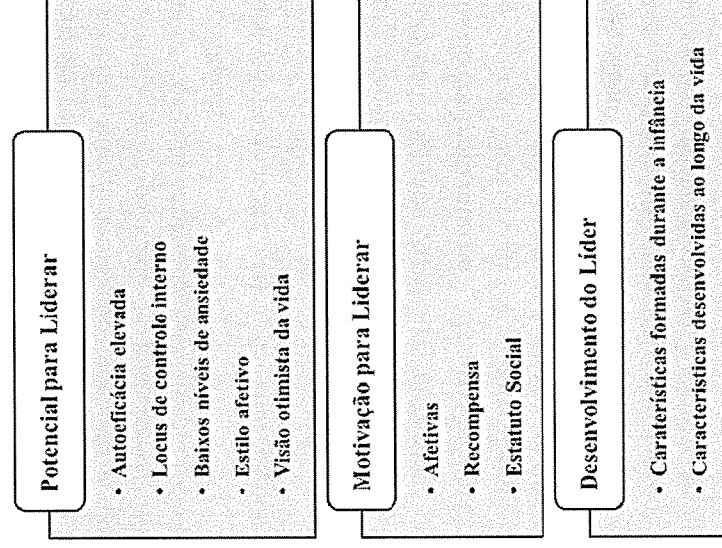 Potencial para Liderar
• Autoeficácia elevada
• Locus de controlo interno
• Baixos níveis de ansiedade
• Estilo afetivo
• Visão otimista da vida
Motivação para Liderar
• Afetivas
• Recompensa
• Estatuto Social
Desenvolvimento do Líder
• Caraterísticas formadas durante a infância
• Características desenvolvidas ao longo da vida